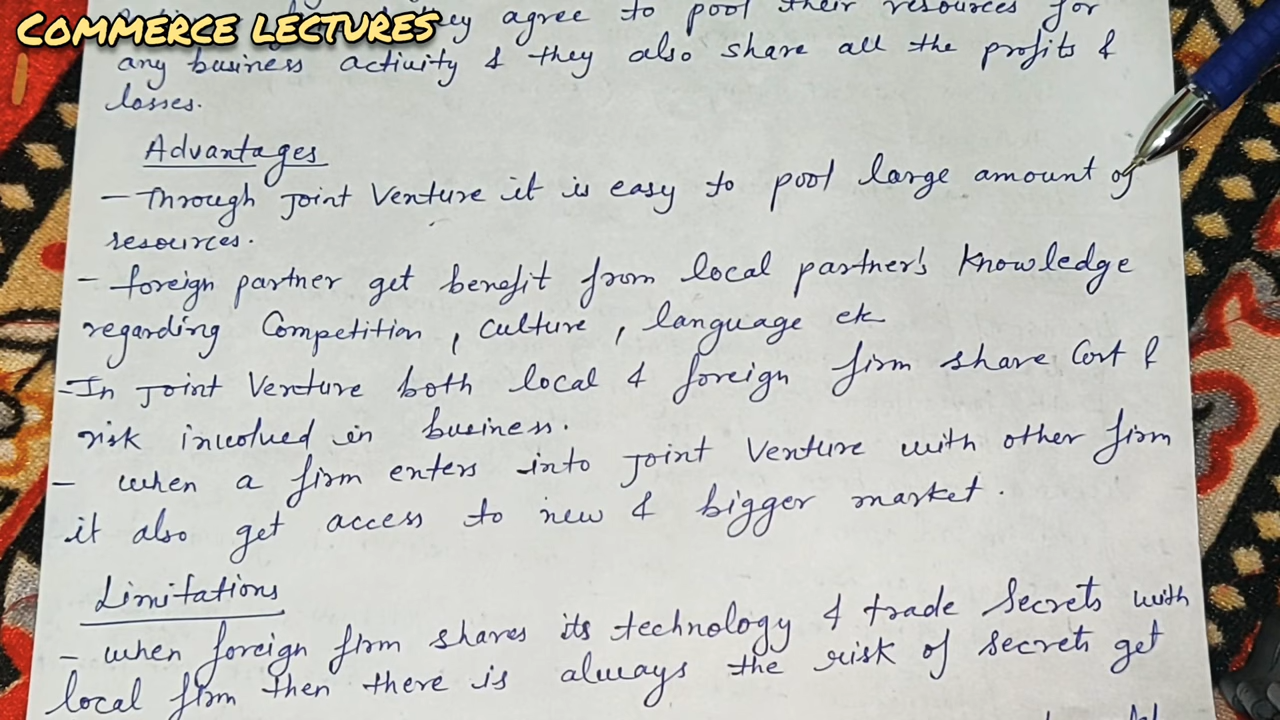 COMMERCE LECTURES
they agree to pool their resources for
any business activity & they also share all the profits &
losses.
Advantages
- Through Joint Venture it is easy to pool large amount of
resources.
- foreign partner get benefit from local partner's knowledge
regarding Competition, culture, language etc
- In Joint Venture both local & foreign firm share Cost &
risk involved in business.
- when a firm enters into Joint Venture with other firm
it also get access to new & bigger market.
Limitations
- when foreign firm shares its technology & trade secrets with
local firm then there is always the risk of secret get